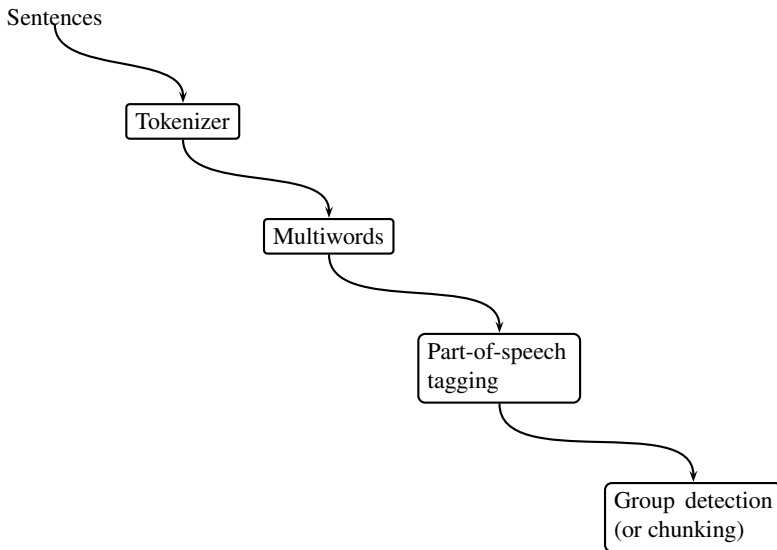 Sentences
Tokenizer
Multiwords
Part-of-speech
tagging
Group detection
(or chunking)